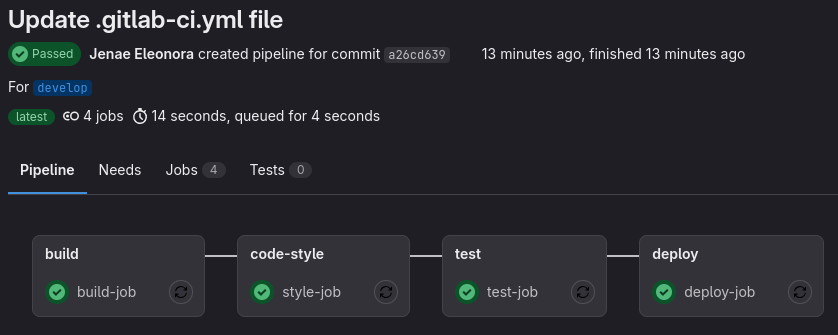 Update .gitlab-ci.yml file
Passed Jenae Eleonora created pipeline for commit a26cd639 13 minutes ago, finished 13 minutes ago
For develop
latest 4 jobs 14 seconds, queued for 4 seconds
Pipeline Needs Jobs 4 Tests 0
build code-style test deploy
build-job style-job test-job deploy-job